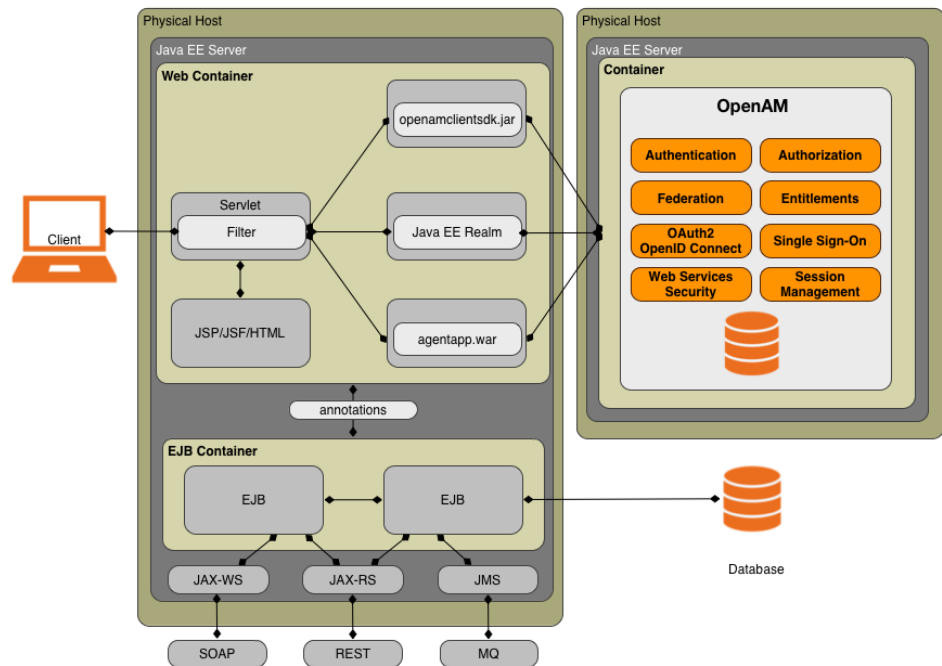 Physical Host
Java EE Server
Web Container
openamclientsdk.jar
Servlet
Filter
Java EE Realm
JSP/JSF/HTML
agentapp.war
Client
annotations
EJB Container
EJB
EJB
JAX-WS
JAX-RS
JMS
SOAP
REST
MQ
Physical Host
Java EE Server
Container
OpenAM
Authentication
Authorization
Federation
Entitlements
OAuth2
OpenID Connect
Single Sign-On
Web Services
Security
Session
Management
Database